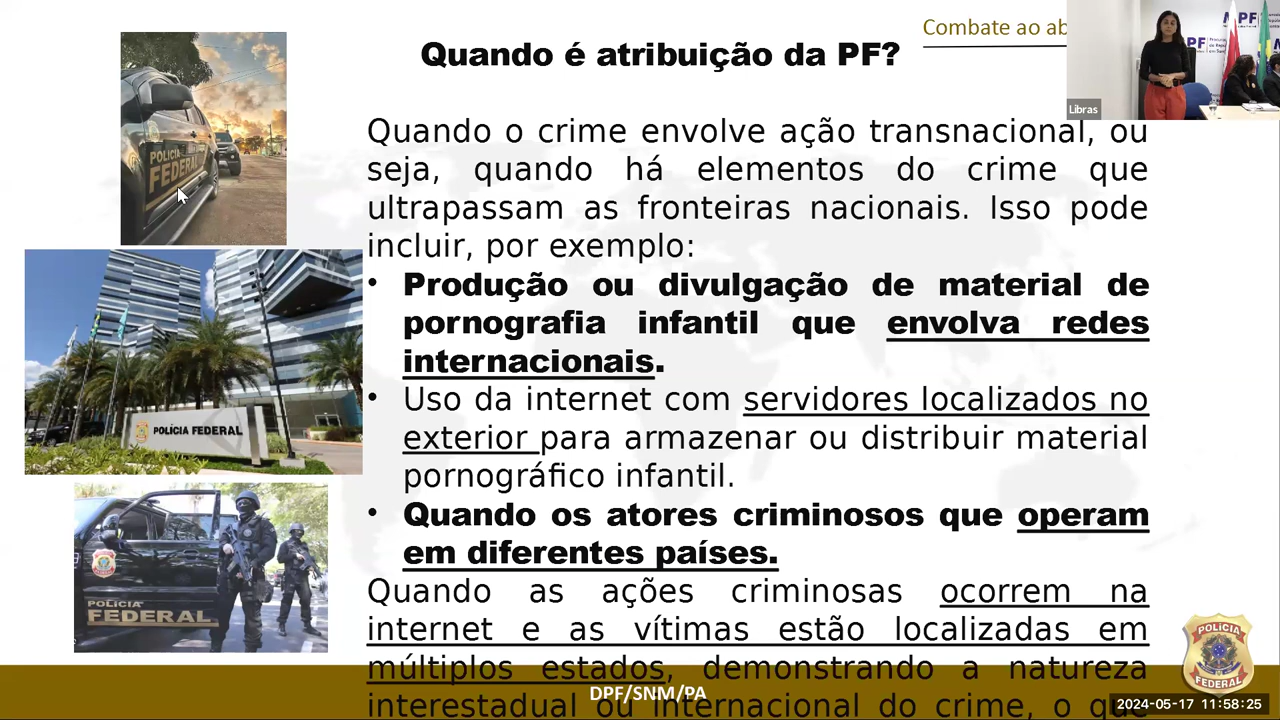 Combate ao ab
Quando é atribuição da PF?
MPF
PF
Libras
Quando o crime envolve ação transnacional, ou
seja, quando há elementos do crime que
ultrapassam as fronteiras nacionais. Isso pode
incluir, por exemplo:
• Produção ou divulgação de material de
pornografia infantil que envolva redes
internacionais.
• Uso da internet com servidores localizados no
exterior para armazenar ou distribuir material
pornográfico infantil.
• Quando os atores criminosos que operam
em diferentes países.
Quando as ações criminosas ocorrem na
internet e as vítimas estão localizadas em
múltiplos estados, demonstrando a natureza
interestadual ou internacional do crime, o
POLÍCIA
FEDERAL
POLÍCIA FEDERAL
POLÍCIA
FEDERAL
DPF/SNM/PA
POLÍCIA
FEDERAL
2024-05-17 11:58:25